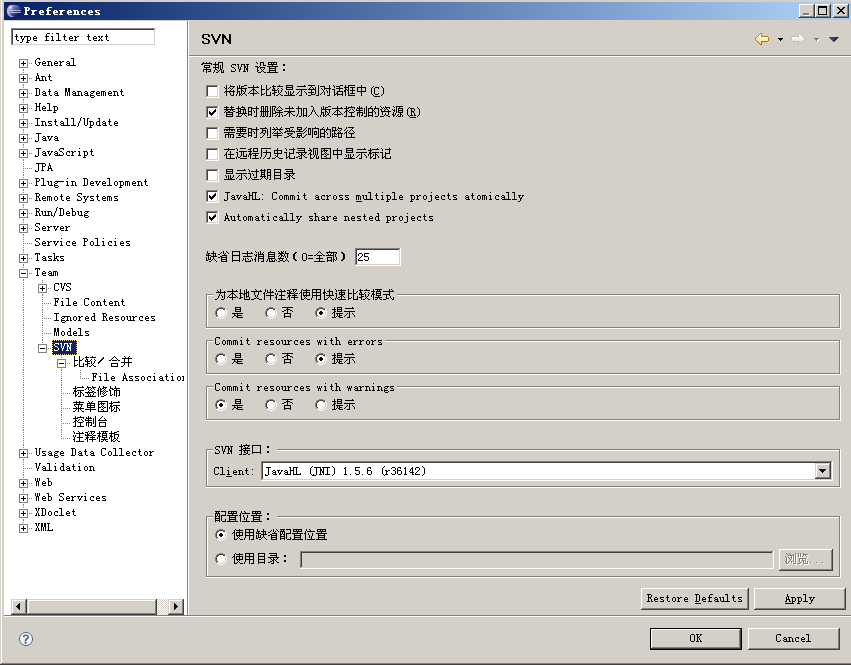 Preferences
type filter text
General
Ant
Data Management
Help
Install/Update
Java
JavaScript
JPA
Plug-in Development
Remote Systems
Run/Debug
Server
Service Policies
Tasks
Team
CVS
File Content
Ignored Resources
Models
SVN
比较/合并
File Association
标签修饰
菜单图标
控制台
注释模板
Usage Data Collector
Validation
Web
Web Services
XDoclet
XML
SVN
常规 SVN 设置：
将版本比较显示到对话框中(C)
替换时删除未加入版本控制的资源(R)
需要时列举受影响的路径
在远程历史记录视图中显示标记
显示过期目录
JavaHL: Commit across multiple projects atomically
Automatically share nested projects
缺省日志消息数（0=全部） 25
为本地文件注释使用快速比较模式
是 否 提示
Commit resources with errors
是 否 提示
Commit resources with warnings
是 否 提示
SVN 接口：
Client: JavaHL (JNI) 1.5.6 (r36142)
配置位置：
使用缺省配置位置
使用目录： 浏览...
Restore Defaults Apply
? OK Cancel